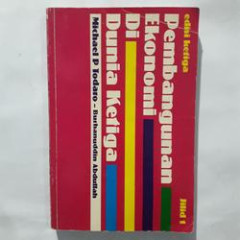 edisi ketiga
Pembangunan
Ekonomi
Di
Dunia Ketiga
Michael P Todaro - Burhanuddin Abdullah
Jilid 1